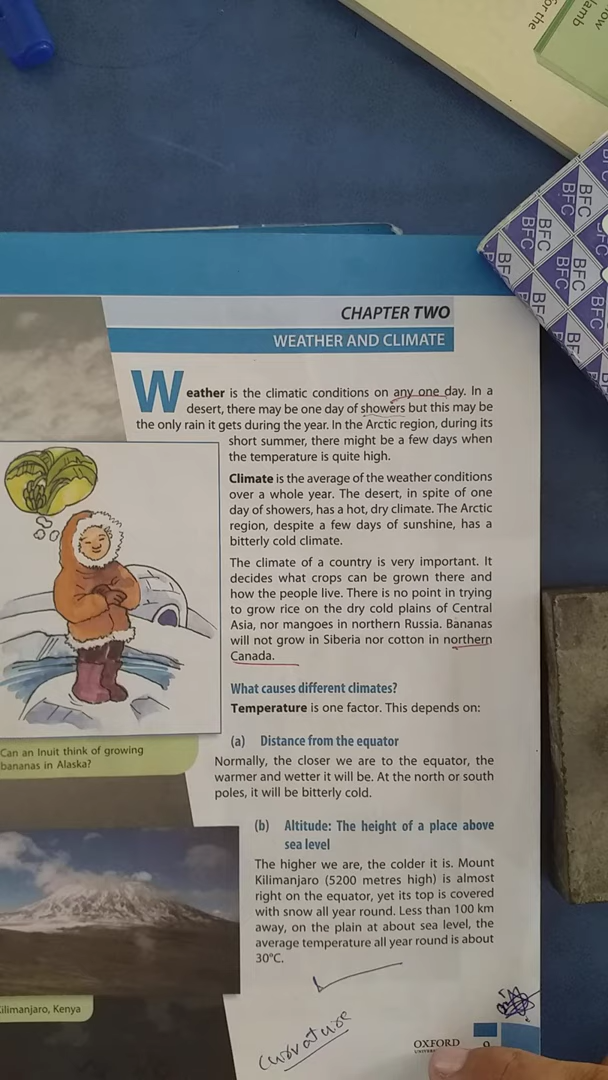 for the
now
lamb
BFC BFC BFC BFC BFC BFC BFC BFC BFC BFC
CHAPTER TWO
WEATHER AND CLIMATE
Weather is the climatic conditions on any one day. In a
desert, there may be one day of showers but this may be
the only rain it gets during the year. In the Arctic region, during its
short summer, there might be a few days when
the temperature is quite high.
Climate is the average of the weather conditions
over a whole year. The desert, in spite of one
day of showers, has a hot, dry climate. The Arctic
region, despite a few days of sunshine, has a
bitterly cold climate.
The climate of a country is very important. It
decides what crops can be grown there and
how the people live. There is no point in trying
to grow rice on the dry cold plains of Central
Asia, nor mangoes in northern Russia. Bananas
will not grow in Siberia nor cotton in northern
Canada.
Can an Inuit think of growing
bananas in Alaska?
What causes different climates?
Temperature is one factor. This depends on:
(a) Distance from the equator
Normally, the closer we are to the equator, the
warmer and wetter it will be. At the north or south
poles, it will be bitterly cold.
(b) Altitude: The height of a place above
sea level
The higher we are, the colder it is. Mount
Kilimanjaro (5200 metres high) is almost
right on the equator, yet its top is covered
with snow all year round. Less than 100 km
away, on the plain at about sea level, the
average temperature all year round is about
30°C.
Kilimanjaro, Kenya
curvature
OXFORD
9